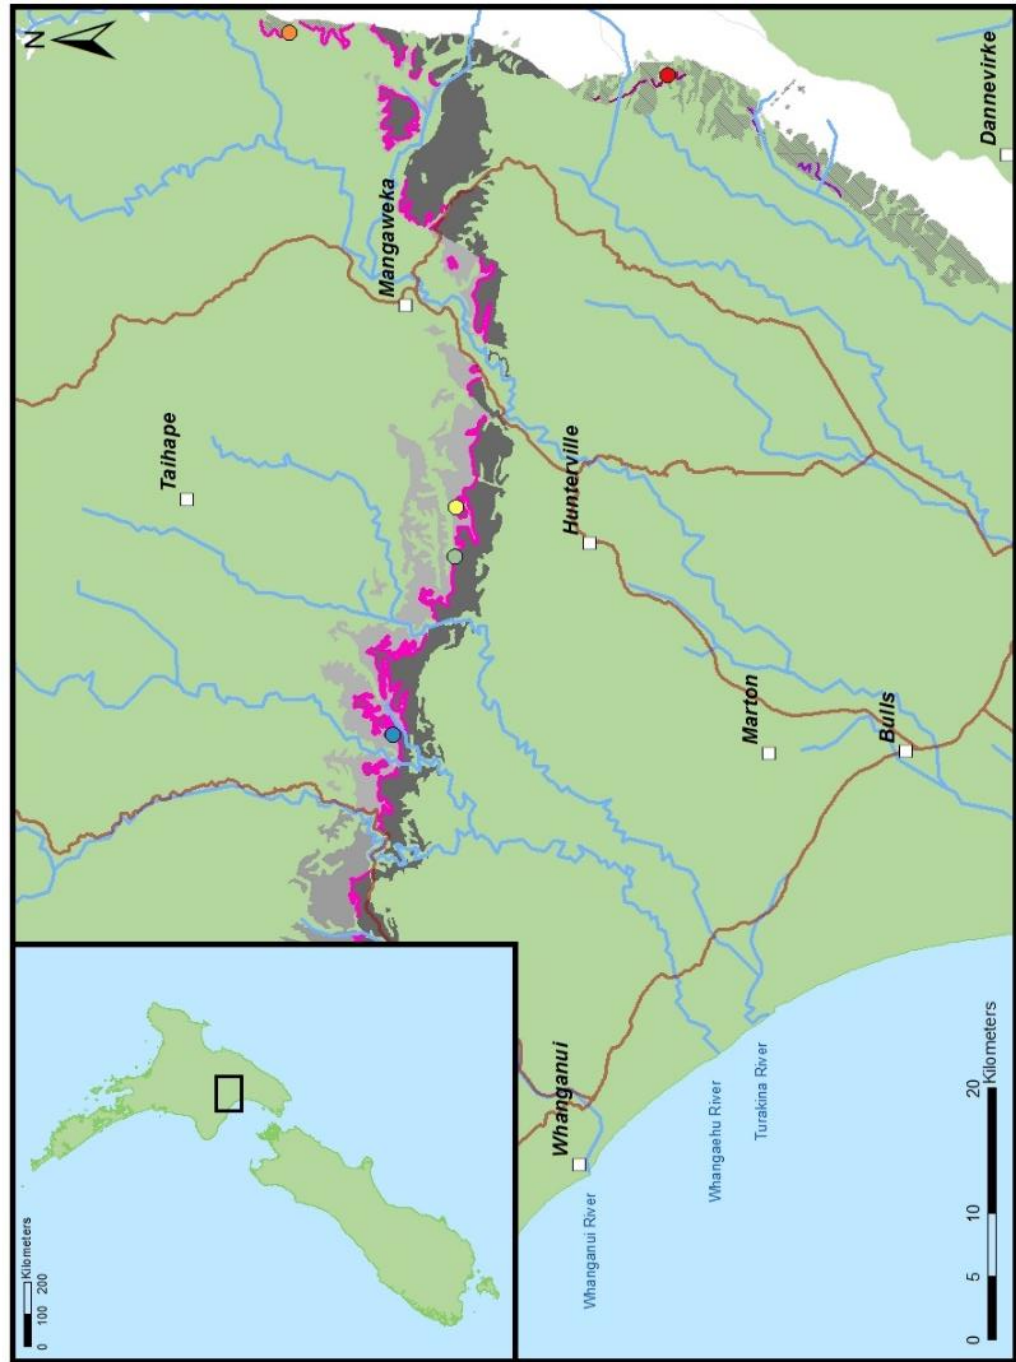 N
Taihape
Mangaweka
Dannevirke
Hunterville
Marton
Bulls
Whanganui
Whanganui River
Whangaehu River
Turakina River
0 5 10 20
Kilometers
0 100 200
Kilometers